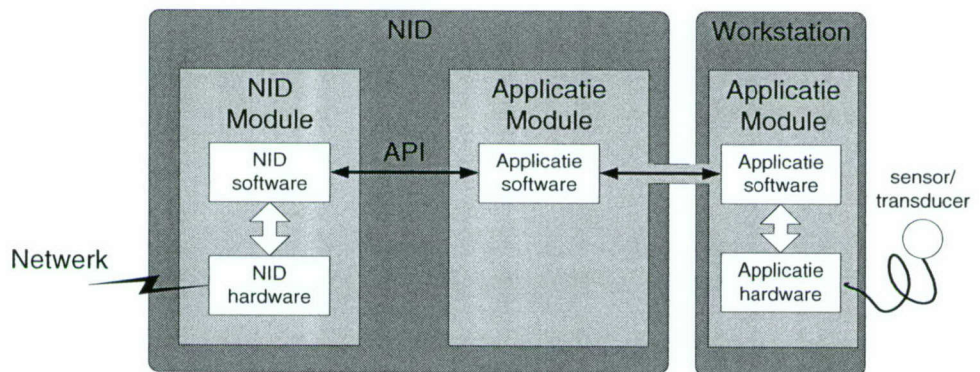 NID
Workstation
NID
Module
Applicatie
Module
Applicatie
Module
NID
software
API
Applicatie
software
Applicatie
software
sensor/
transducer
Netwerk
NID
hardware
Applicatie
hardware